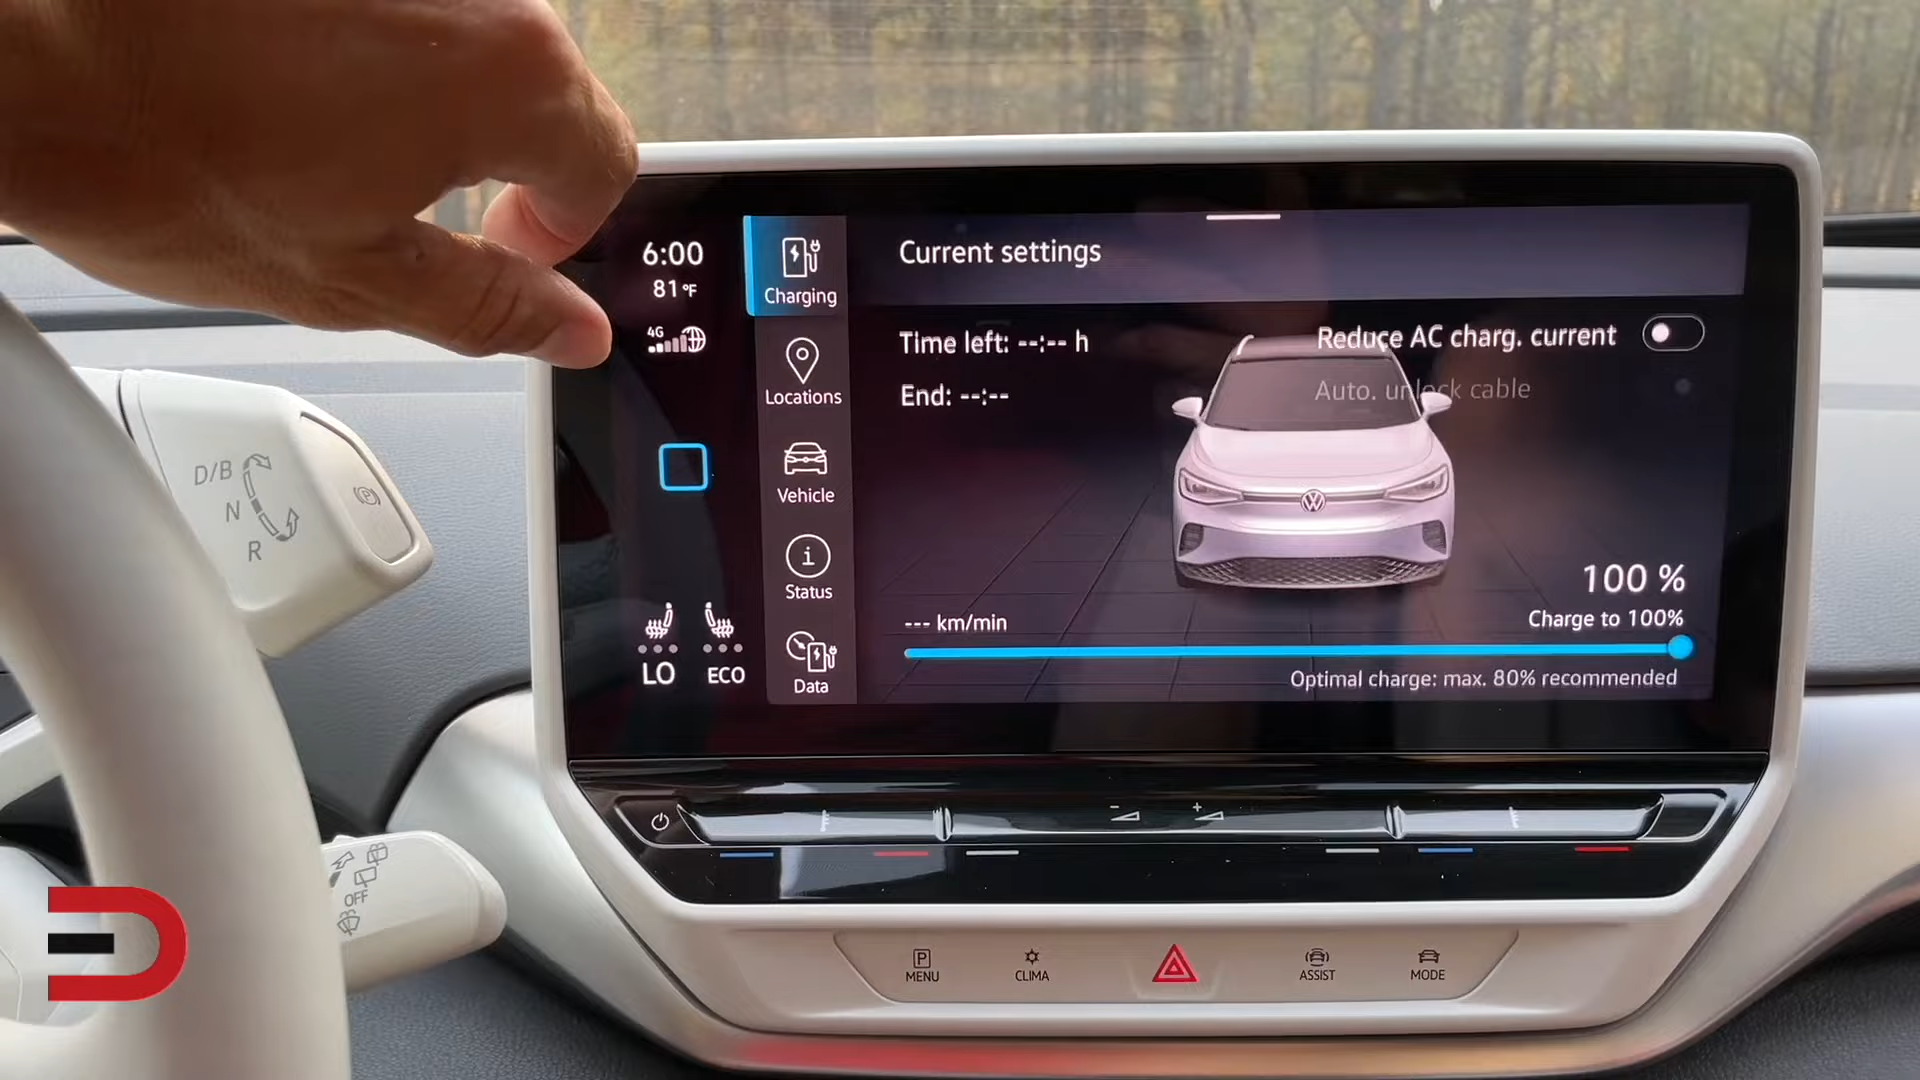 6:00
81°F
4G
LO
ECO
Charging
Locations
Vehicle
Status
Data
Current settings
Time left: --:-- h
End: --:--
Reduce AC charg. current
Auto. unlock cable
100 %
--- km/min
Charge to 100%
Optimal charge: max. 80% recommended
D/B
N
R
P
OFF
P
MENU
CLIMA
ASSIST
MODE